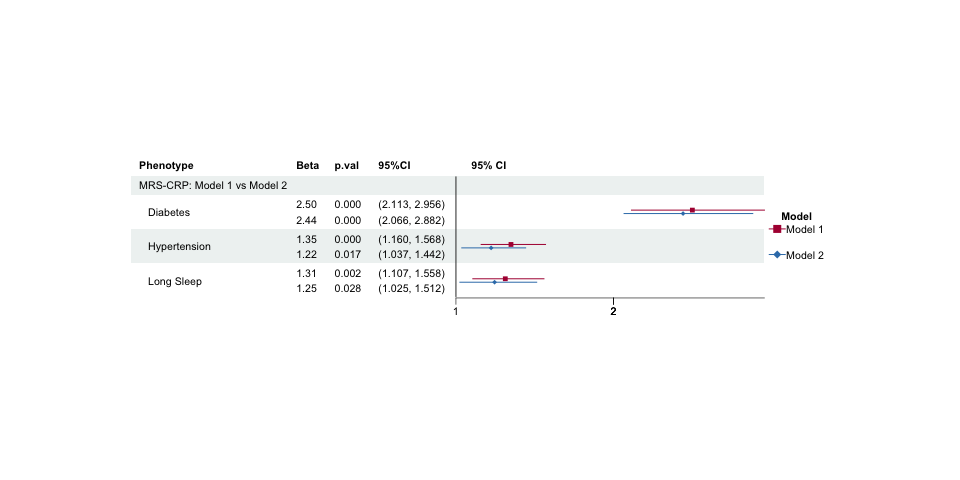 Phenotype Beta p.val 95%CI 95% CI
MRS-CRP: Model 1 vs Model 2
Diabetes
2.50 0.000 (2.113, 2.956)
2.44 0.000 (2.066, 2.882)
Hypertension
1.35 0.000 (1.160, 1.568)
1.22 0.017 (1.037, 1.442)
Long Sleep
1.31 0.002 (1.107, 1.558)
1.25 0.028 (1.025, 1.512)
1 2
Model
Model 1
Model 2